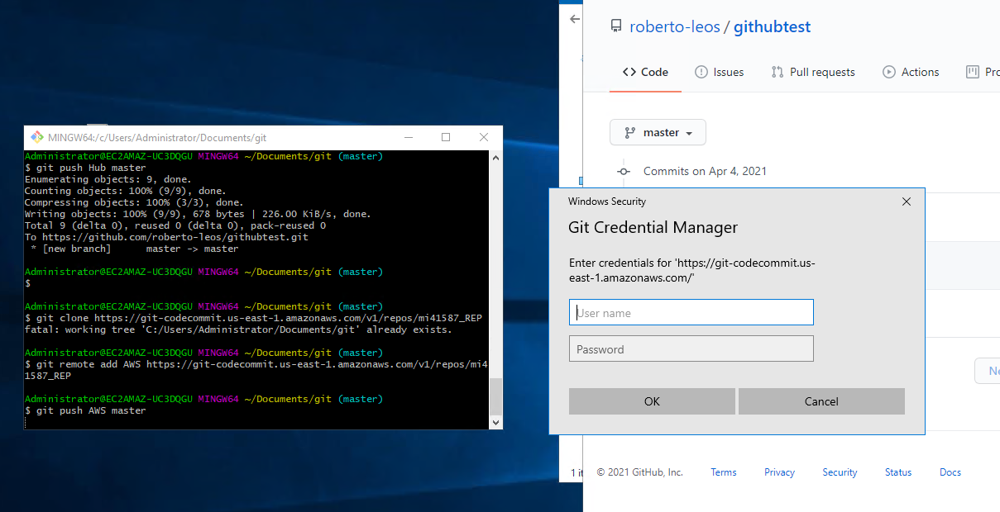 MINGW64:/c/Users/Administrator/Documents/git
Administrator@EC2AMAZ-UC3DQGU MINGW64 ~/Documents/git (master)
$ git push Hub master
Enumerating objects: 9, done.
Counting objects: 100% (9/9), done.
Compressing objects: 100% (3/3), done.
Writing objects: 100% (9/9), 678 bytes | 226.00 KiB/s, done.
Total 9 (delta 0), reused 0 (delta 0), pack-reused 0
To https://github.com/roberto-leos/githubtest.git
 * [new branch]      master -> master
Administrator@EC2AMAZ-UC3DQGU MINGW64 ~/Documents/git (master)
$
Administrator@EC2AMAZ-UC3DQGU MINGW64 ~/Documents/git (master)
$ git clone https://git-codecommit.us-east-1.amazonaws.com/v1/repos/mi41587_REP
fatal: working tree 'C:/Users/Administrator/Documents/git' already exists.
Administrator@EC2AMAZ-UC3DQGU MINGW64 ~/Documents/git (master)
$ git remote add AWS https://git-codecommit.us-east-1.amazonaws.com/v1/repos/mi4
1587_REP
Administrator@EC2AMAZ-UC3DQGU MINGW64 ~/Documents/git (master)
$ git push AWS master
roberto-leos / githubtest
Code Issues Pull requests Actions
master
Commits on Apr 4, 2021
Windows Security
Git Credential Manager
Enter credentials for 'https://git-codecommit.us-
east-1.amazonaws.com/'
User name
Password
OK Cancel
© 2021 GitHub, Inc. Terms Privacy Security Status Docs